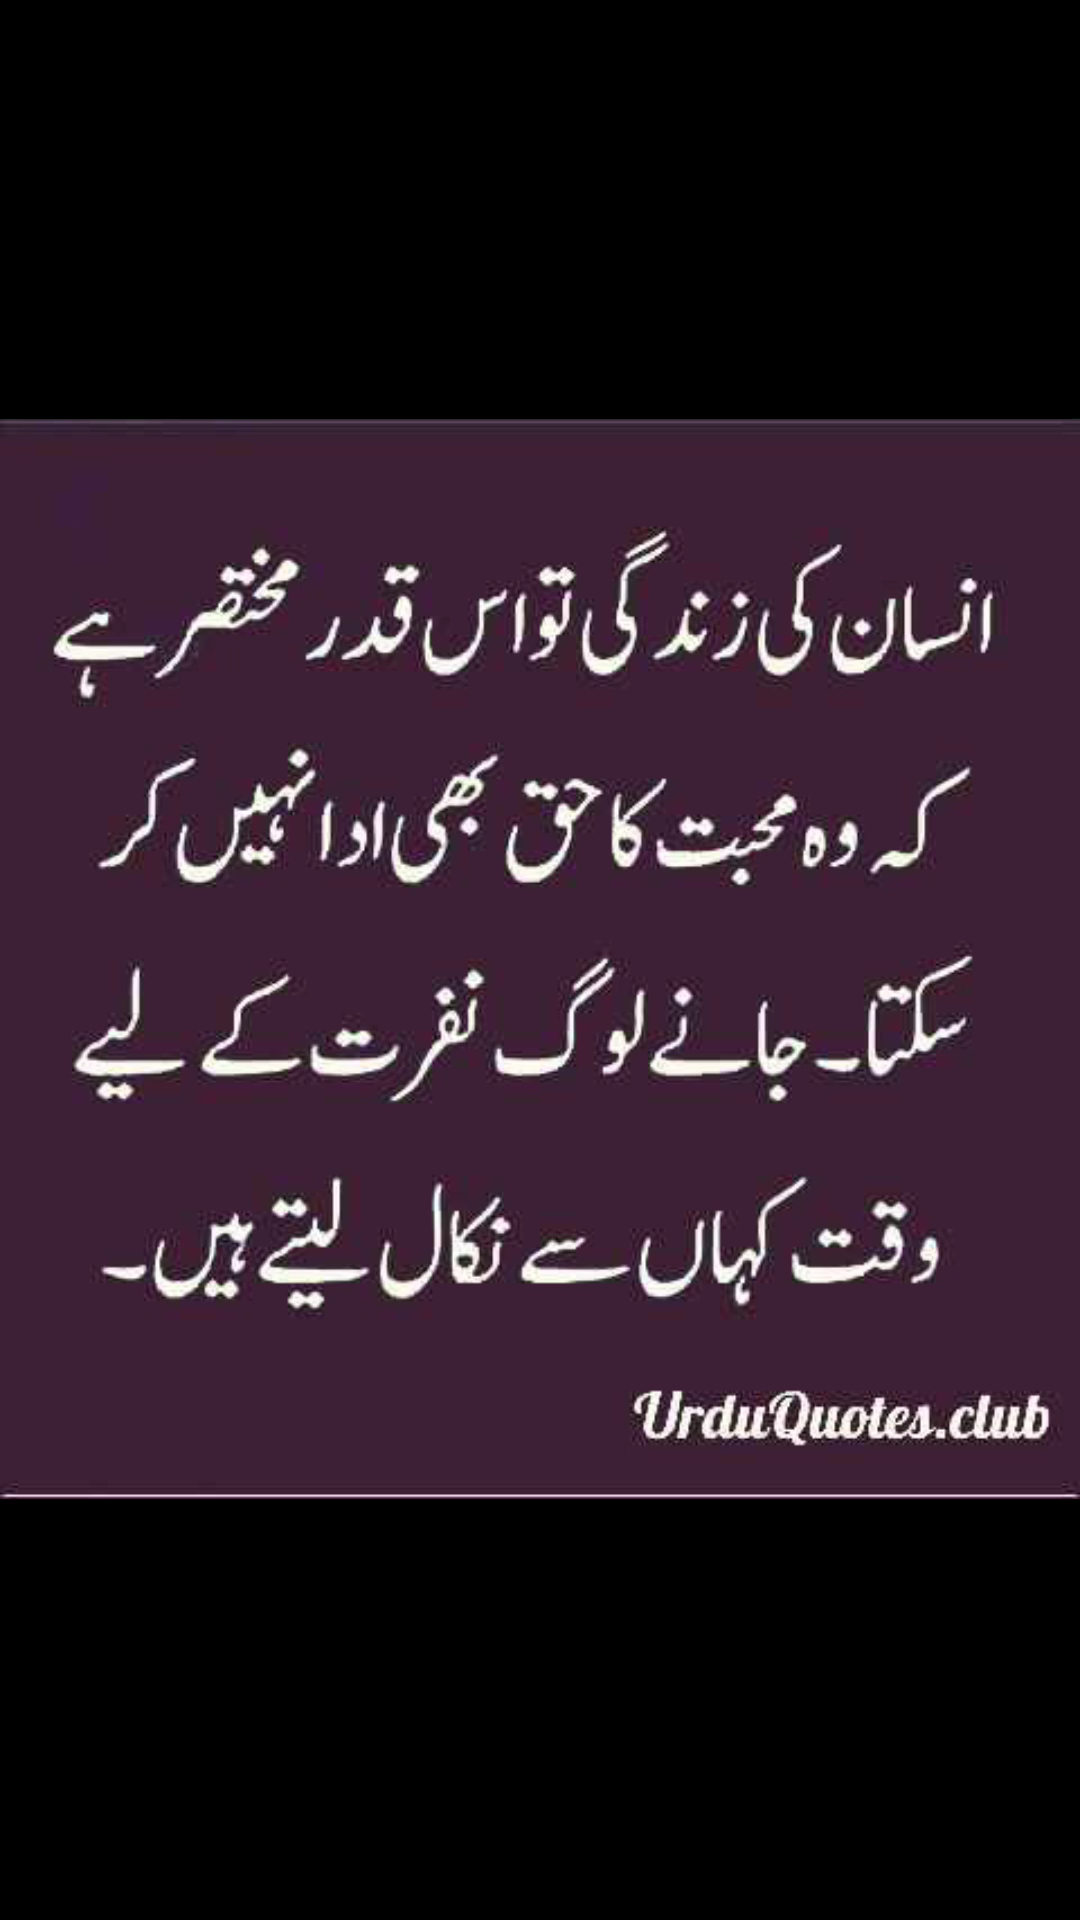 انسان کی زندگی تو اس قدر مختصر ہے
کہ وہ محبت کا حق بھی ادا نہیں کر
سکتا۔ جانے لوگ نفرت کے لیے
وقت کہاں سے نکال لیتے ہیں۔
UrduQuotes.club